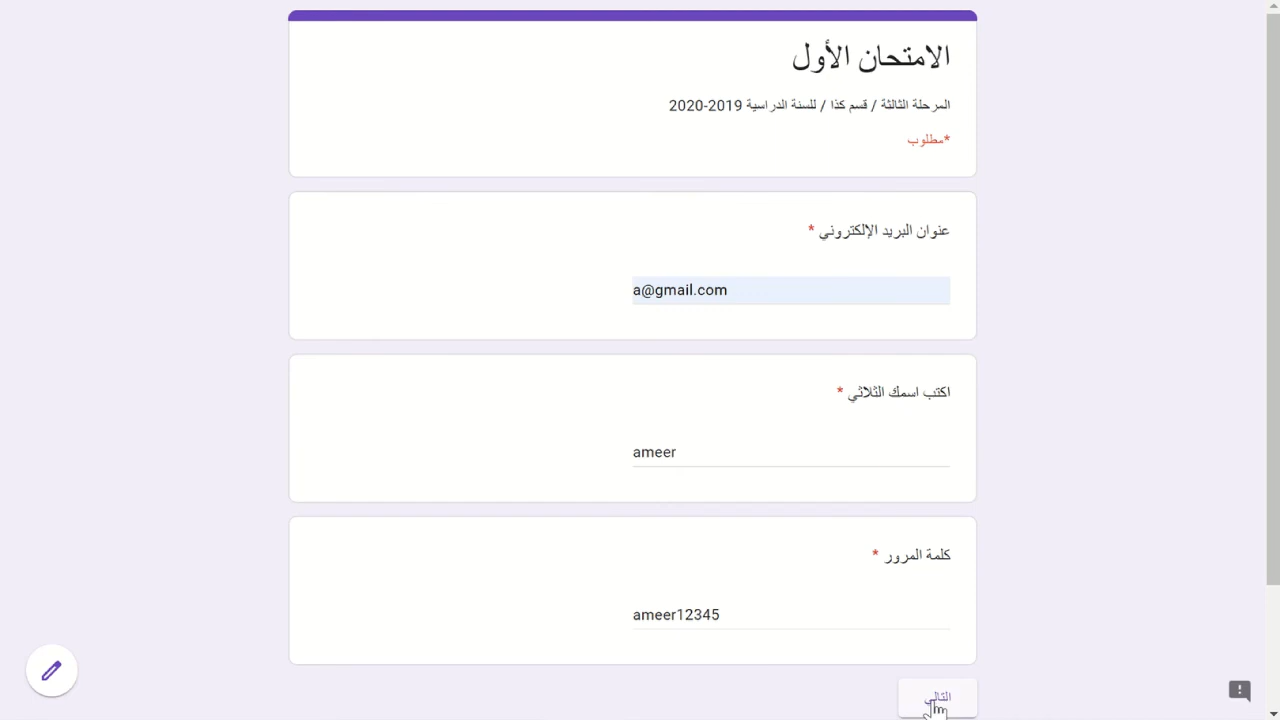 الامتحان الأول
المرحلة الثالثة / قسم كذا / للسنة الدراسية 2019-2020
*مطلوب
عنوان البريد الإلكتروني *
a@gmail.com
اكتب اسمك الثلاثي *
ameer
كلمة المرور *
ameer12345
التالي